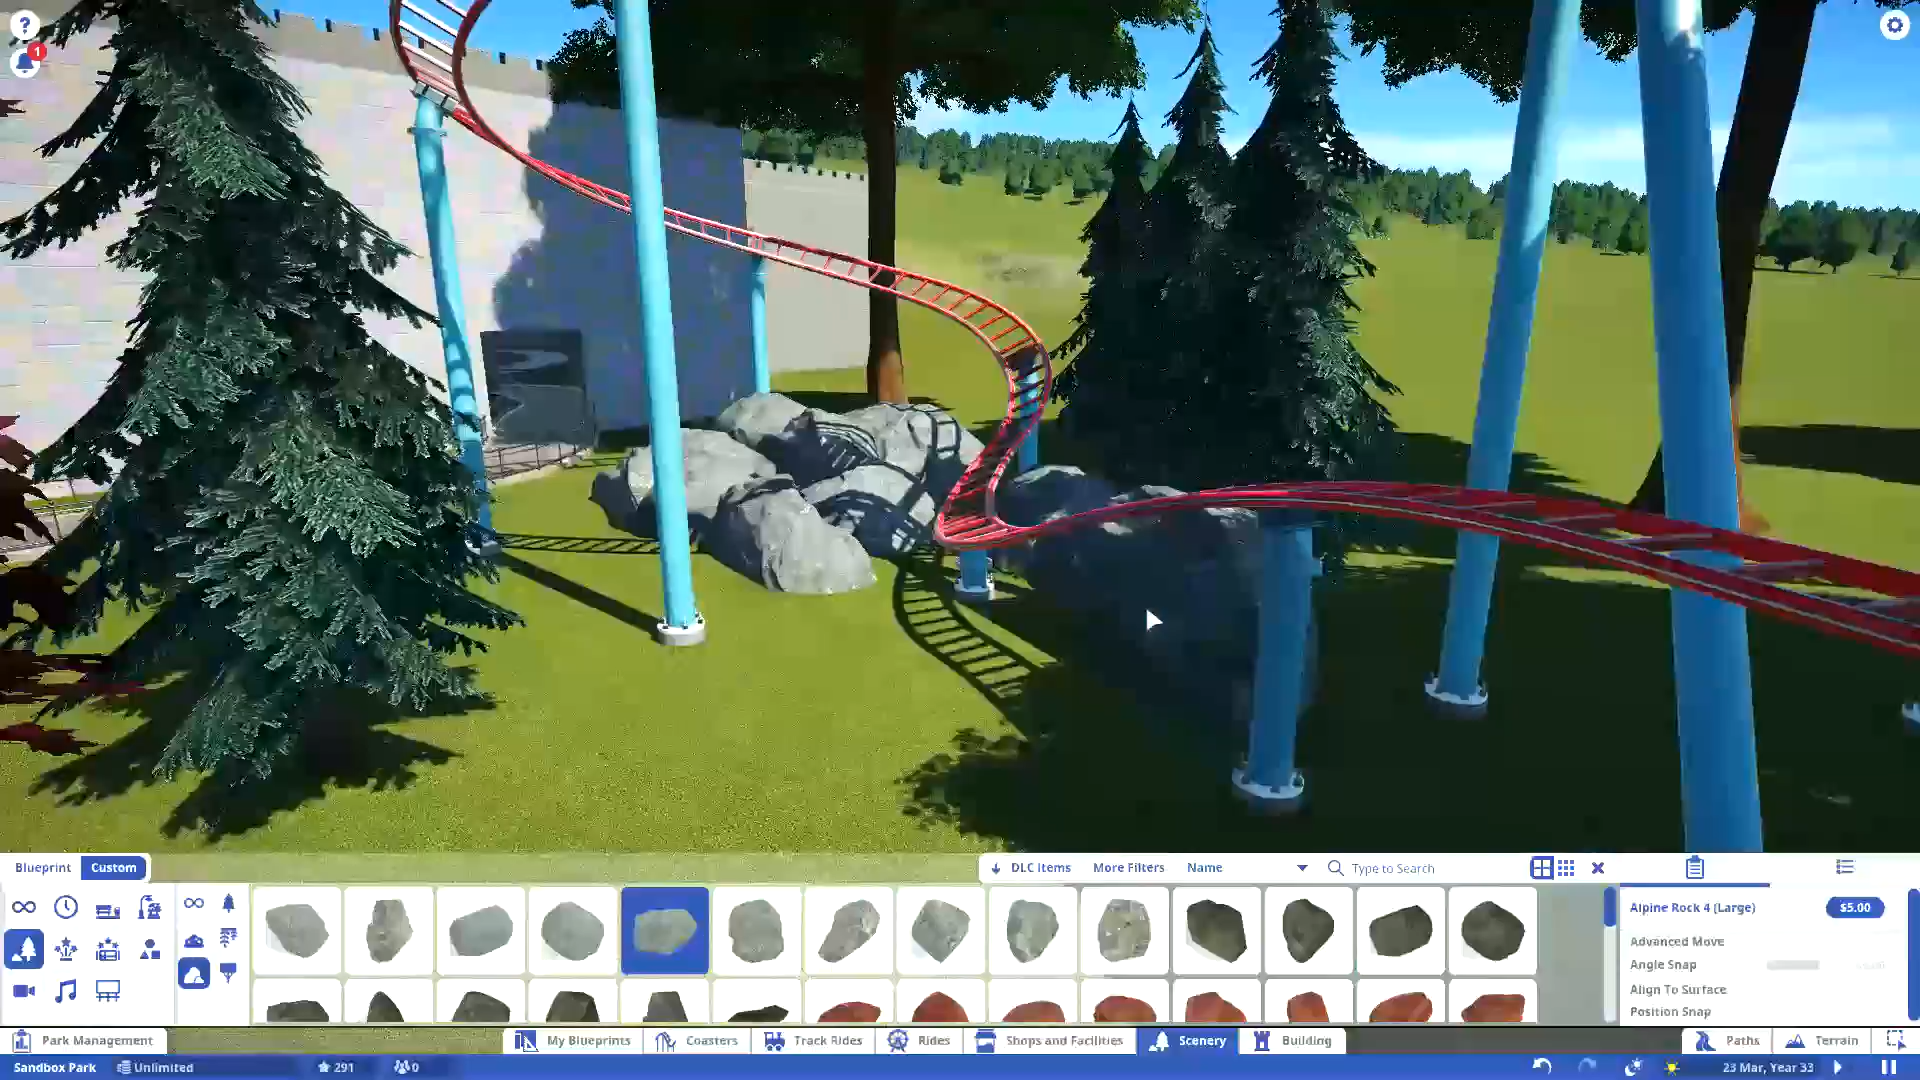 ?
1
Blueprint
Custom
DLC Items
More Filters
Name
Type to Search
Alpine Rock 4 (Large)
$5.00
Advanced Move
Angle Snap
Align To Surface
Position Snap
Park Management
My Blueprints
Coasters
Track Rides
Rides
Shops and Facilities
Scenery
Building
Paths
Terrain
Sandbox Park
Unlimited
291
0
23 Mar, Year 33